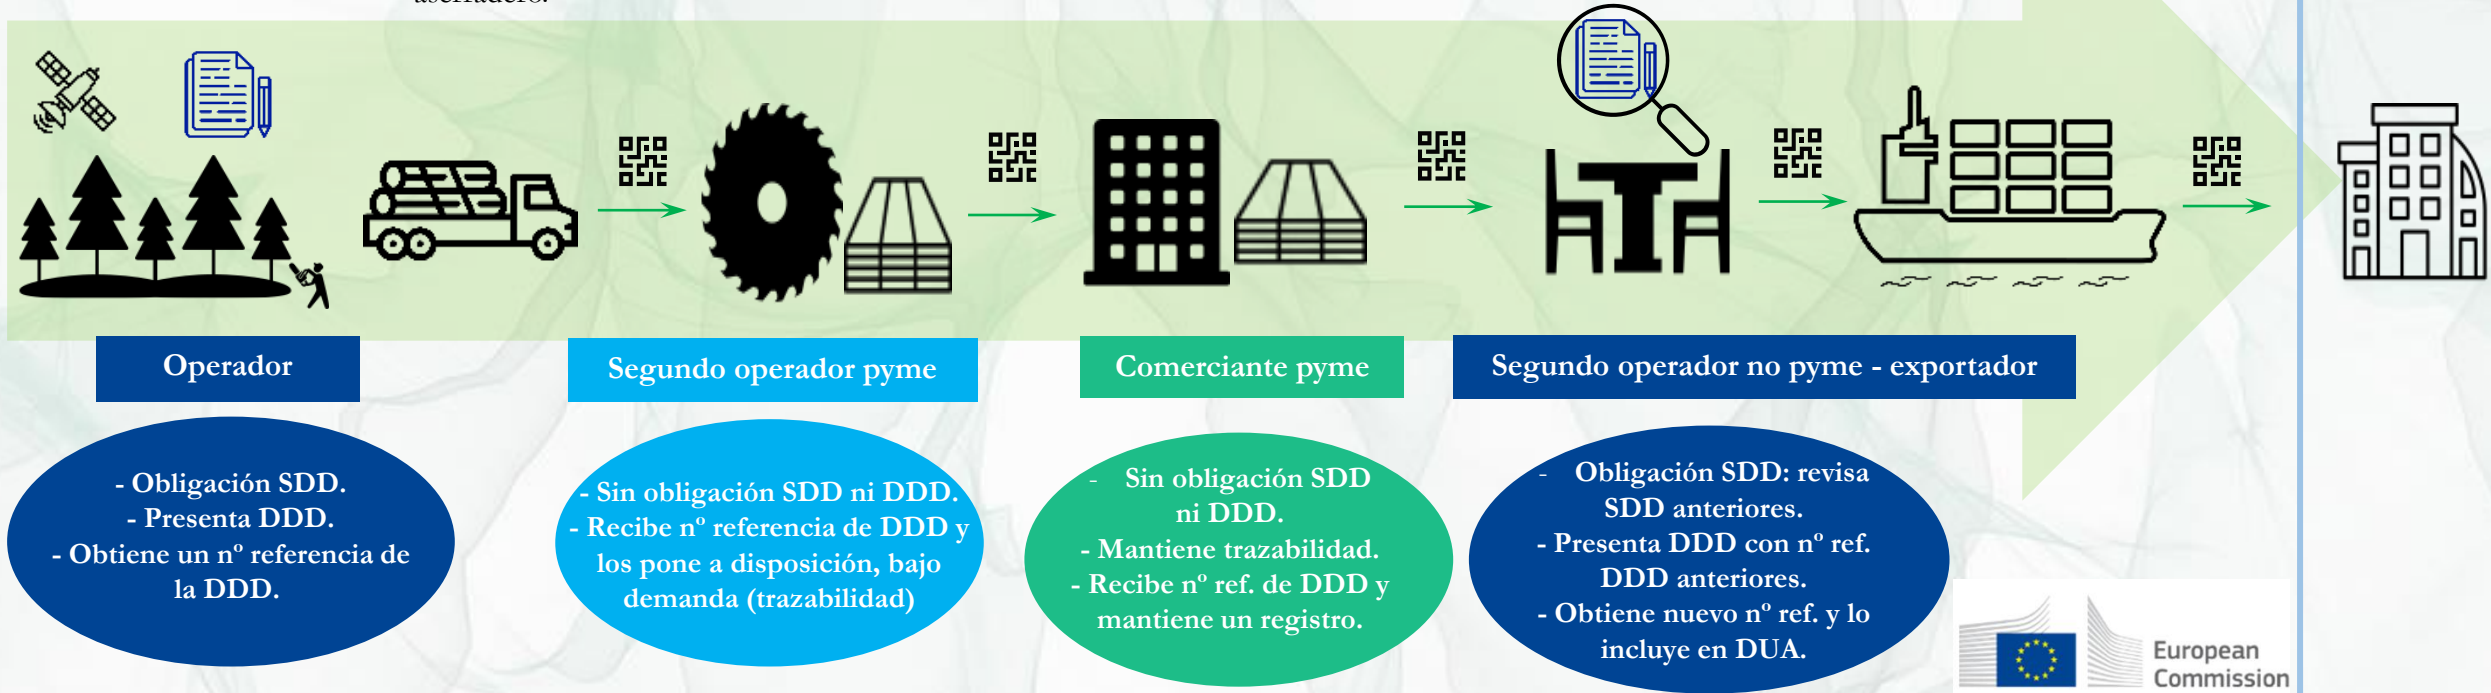 aserradero.
Operador
Segundo operador pyme
Comerciante pyme
Segundo operador no pyme - exportador
- Obligación SDD.
- Presenta DDD.
- Obtiene un nº referencia de
la DDD.
- Sin obligación SDD ni DDD.
- Recibe nº referencia de DDD y
los pone a disposición, bajo
demanda (trazabilidad)
- Sin obligación SDD
ni DDD.
- Mantiene trazabilidad.
- Recibe nº ref. de DDD y
mantiene un registro.
- Obligación SDD: revisa
SDD anteriores.
- Presenta DDD con nº ref.
DDD anteriores.
- Obtiene nuevo nº ref. y lo
incluye en DUA.
European
Commission